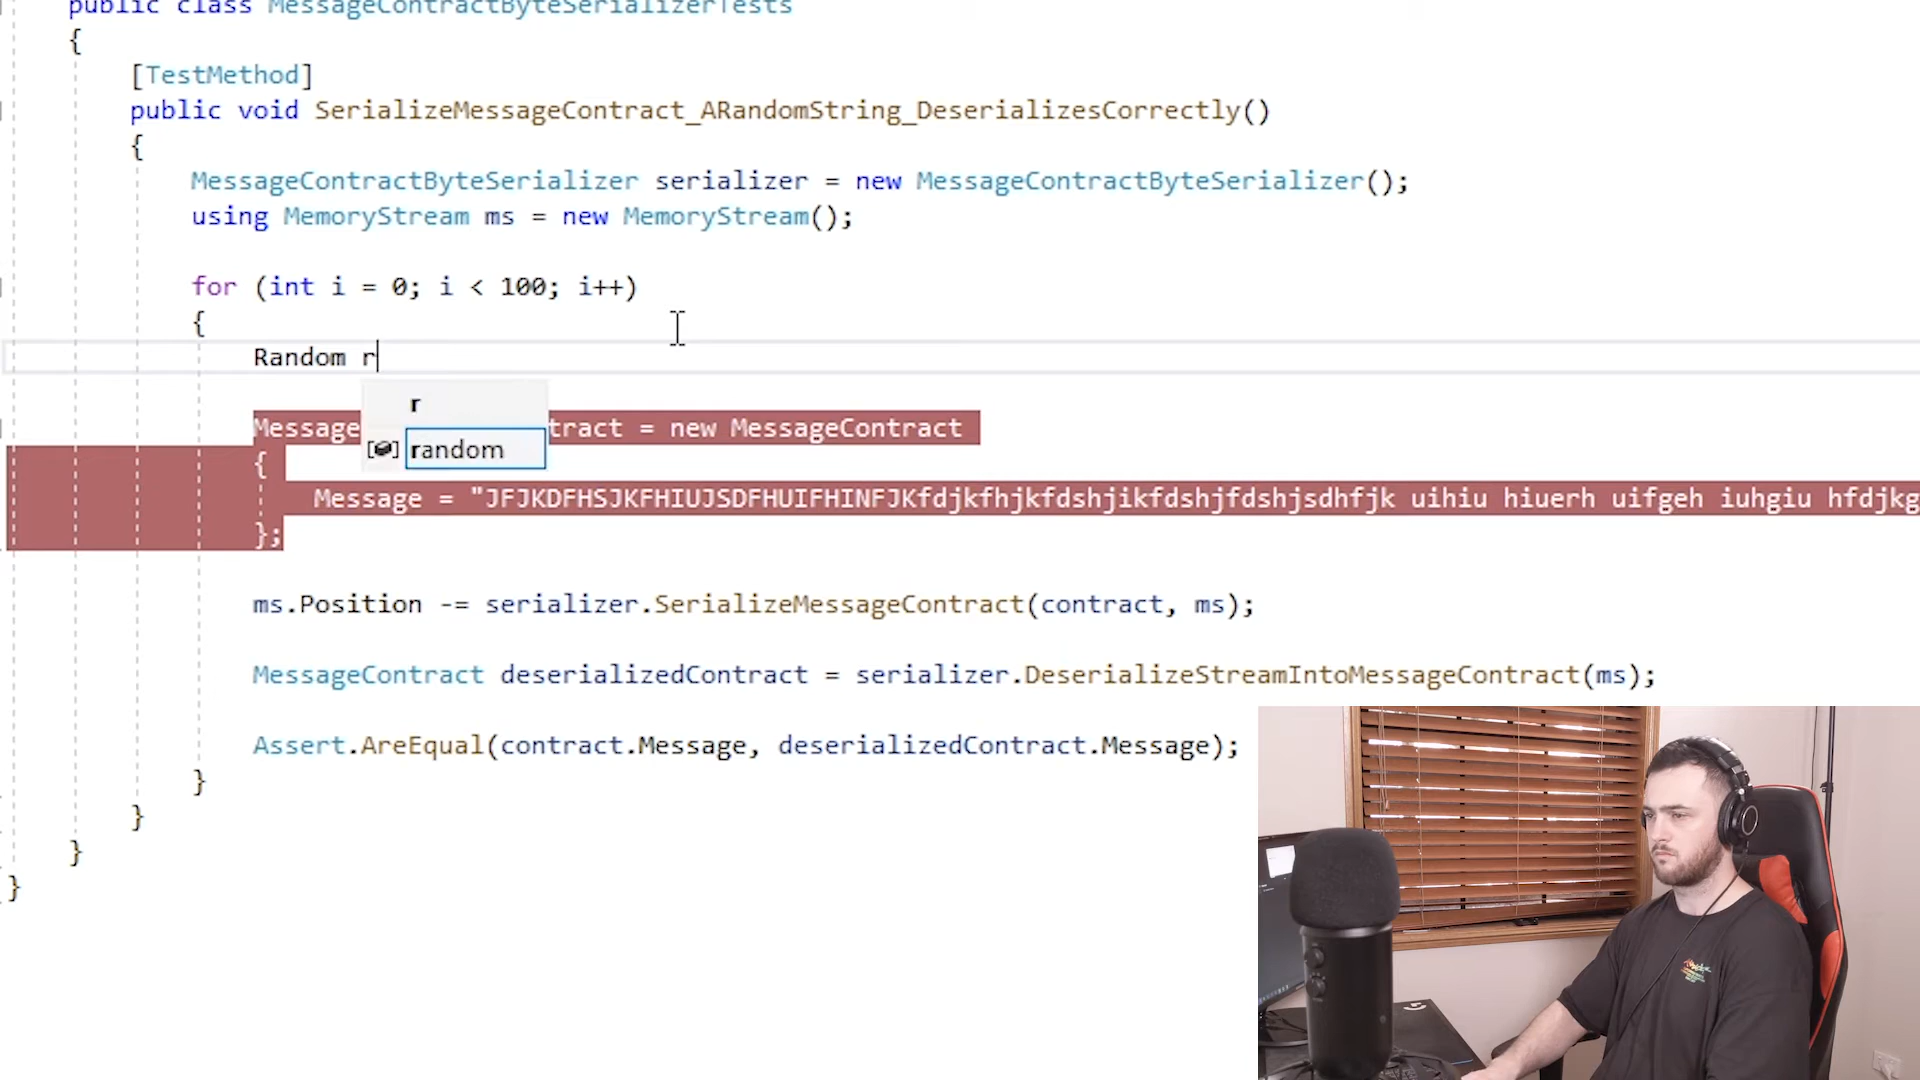 public class MessageContractByteSerializerTests
{
[TestMethod]
public void SerializeMessageContract_ARandomString_DeserializesCorrectly()
{
MessageContractByteSerializer serializer = new MessageContractByteSerializer();
using MemoryStream ms = new MemoryStream();
for (int i = 0; i < 100; i++)
{
Random r
r
Message tract = new MessageContract
random
{
Message = "JFJKDFHSJKFHIUJSDFHUIFHINFJKfdjkfhjkfdshjikfdshjfdshjsdhfjk uihiu hiuerh uifgeh iuhgiu hfdjkg
};
ms.Position -= serializer.SerializeMessageContract(contract, ms);
MessageContract deserializedContract = serializer.DeserializeStreamIntoMessageContract(ms);
Assert.AreEqual(contract.Message, deserializedContract.Message);
}
}
}
}